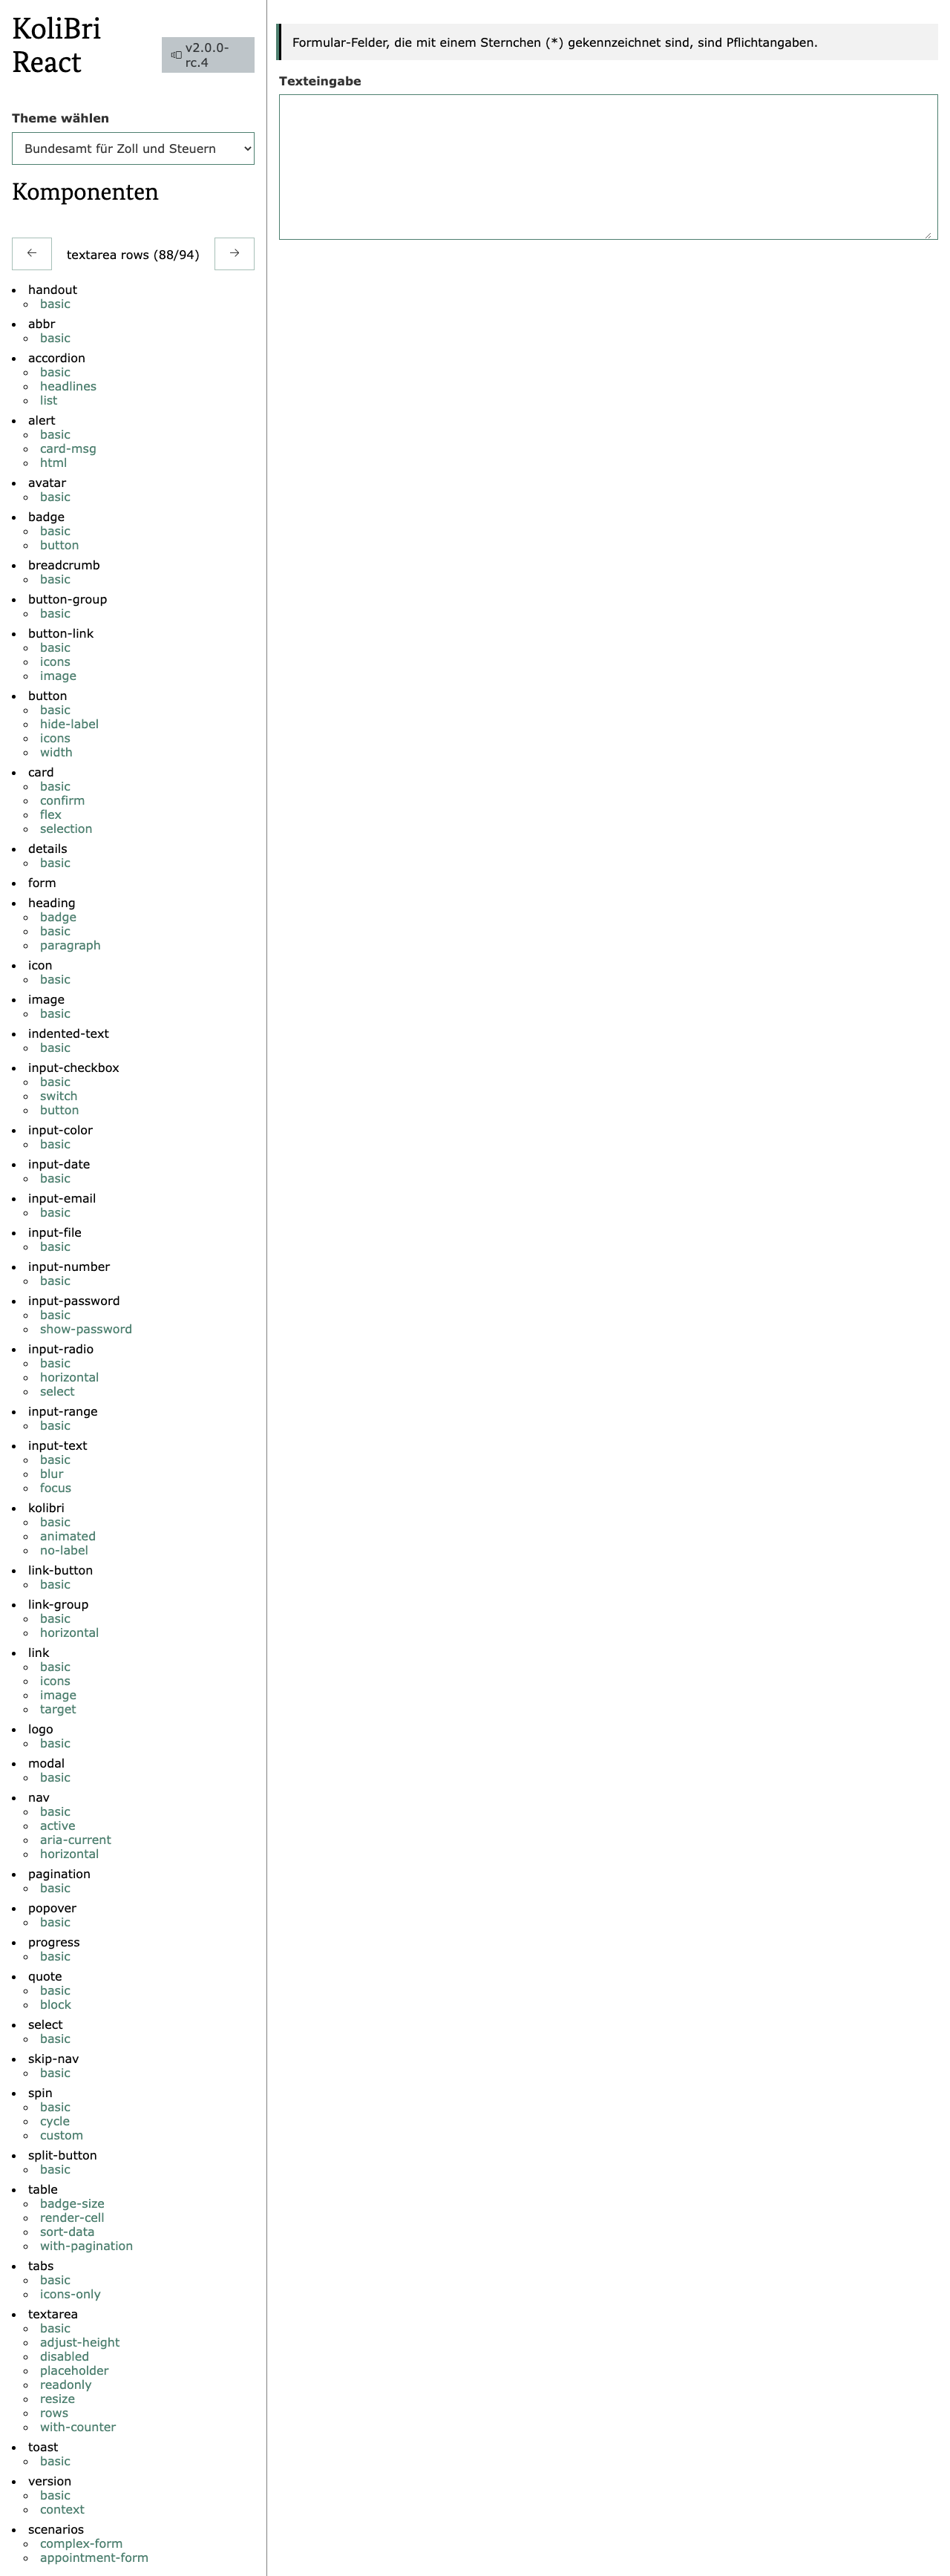 KoliBri
React
v2.0.0-
rc.4
Theme wählen
Bundesamt für Zoll und Steuern
Komponenten
← textarea rows (88/94) →
handout
basic
abbr
basic
accordion
basic
headlines
list
alert
basic
card-msg
html
avatar
basic
badge
basic
button
breadcrumb
basic
button-group
basic
button-link
basic
icons
image
button
basic
hide-label
icons
width
card
basic
confirm
flex
selection
details
basic
form
heading
badge
basic
paragraph
icon
basic
image
basic
indented-text
basic
input-checkbox
basic
switch
button
input-color
basic
input-date
basic
input-email
basic
input-file
basic
input-number
basic
input-password
basic
show-password
input-radio
basic
horizontal
select
input-range
basic
input-text
basic
blur
focus
kolibri
basic
animated
no-label
link-button
basic
link-group
basic
horizontal
link
basic
icons
image
target
logo
basic
modal
basic
nav
basic
active
aria-current
horizontal
pagination
basic
popover
basic
progress
basic
quote
basic
block
select
basic
skip-nav
basic
spin
basic
cycle
custom
split-button
basic
table
badge-size
render-cell
sort-data
with-pagination
tabs
basic
icons-only
textarea
basic
adjust-height
disabled
placeholder
readonly
resize
rows
with-counter
toast
basic
version
basic
context
scenarios
complex-form
appointment-form
Formular-Felder, die mit einem Sternchen (*) gekennzeichnet sind, sind Pflichtangaben.
Texteingabe